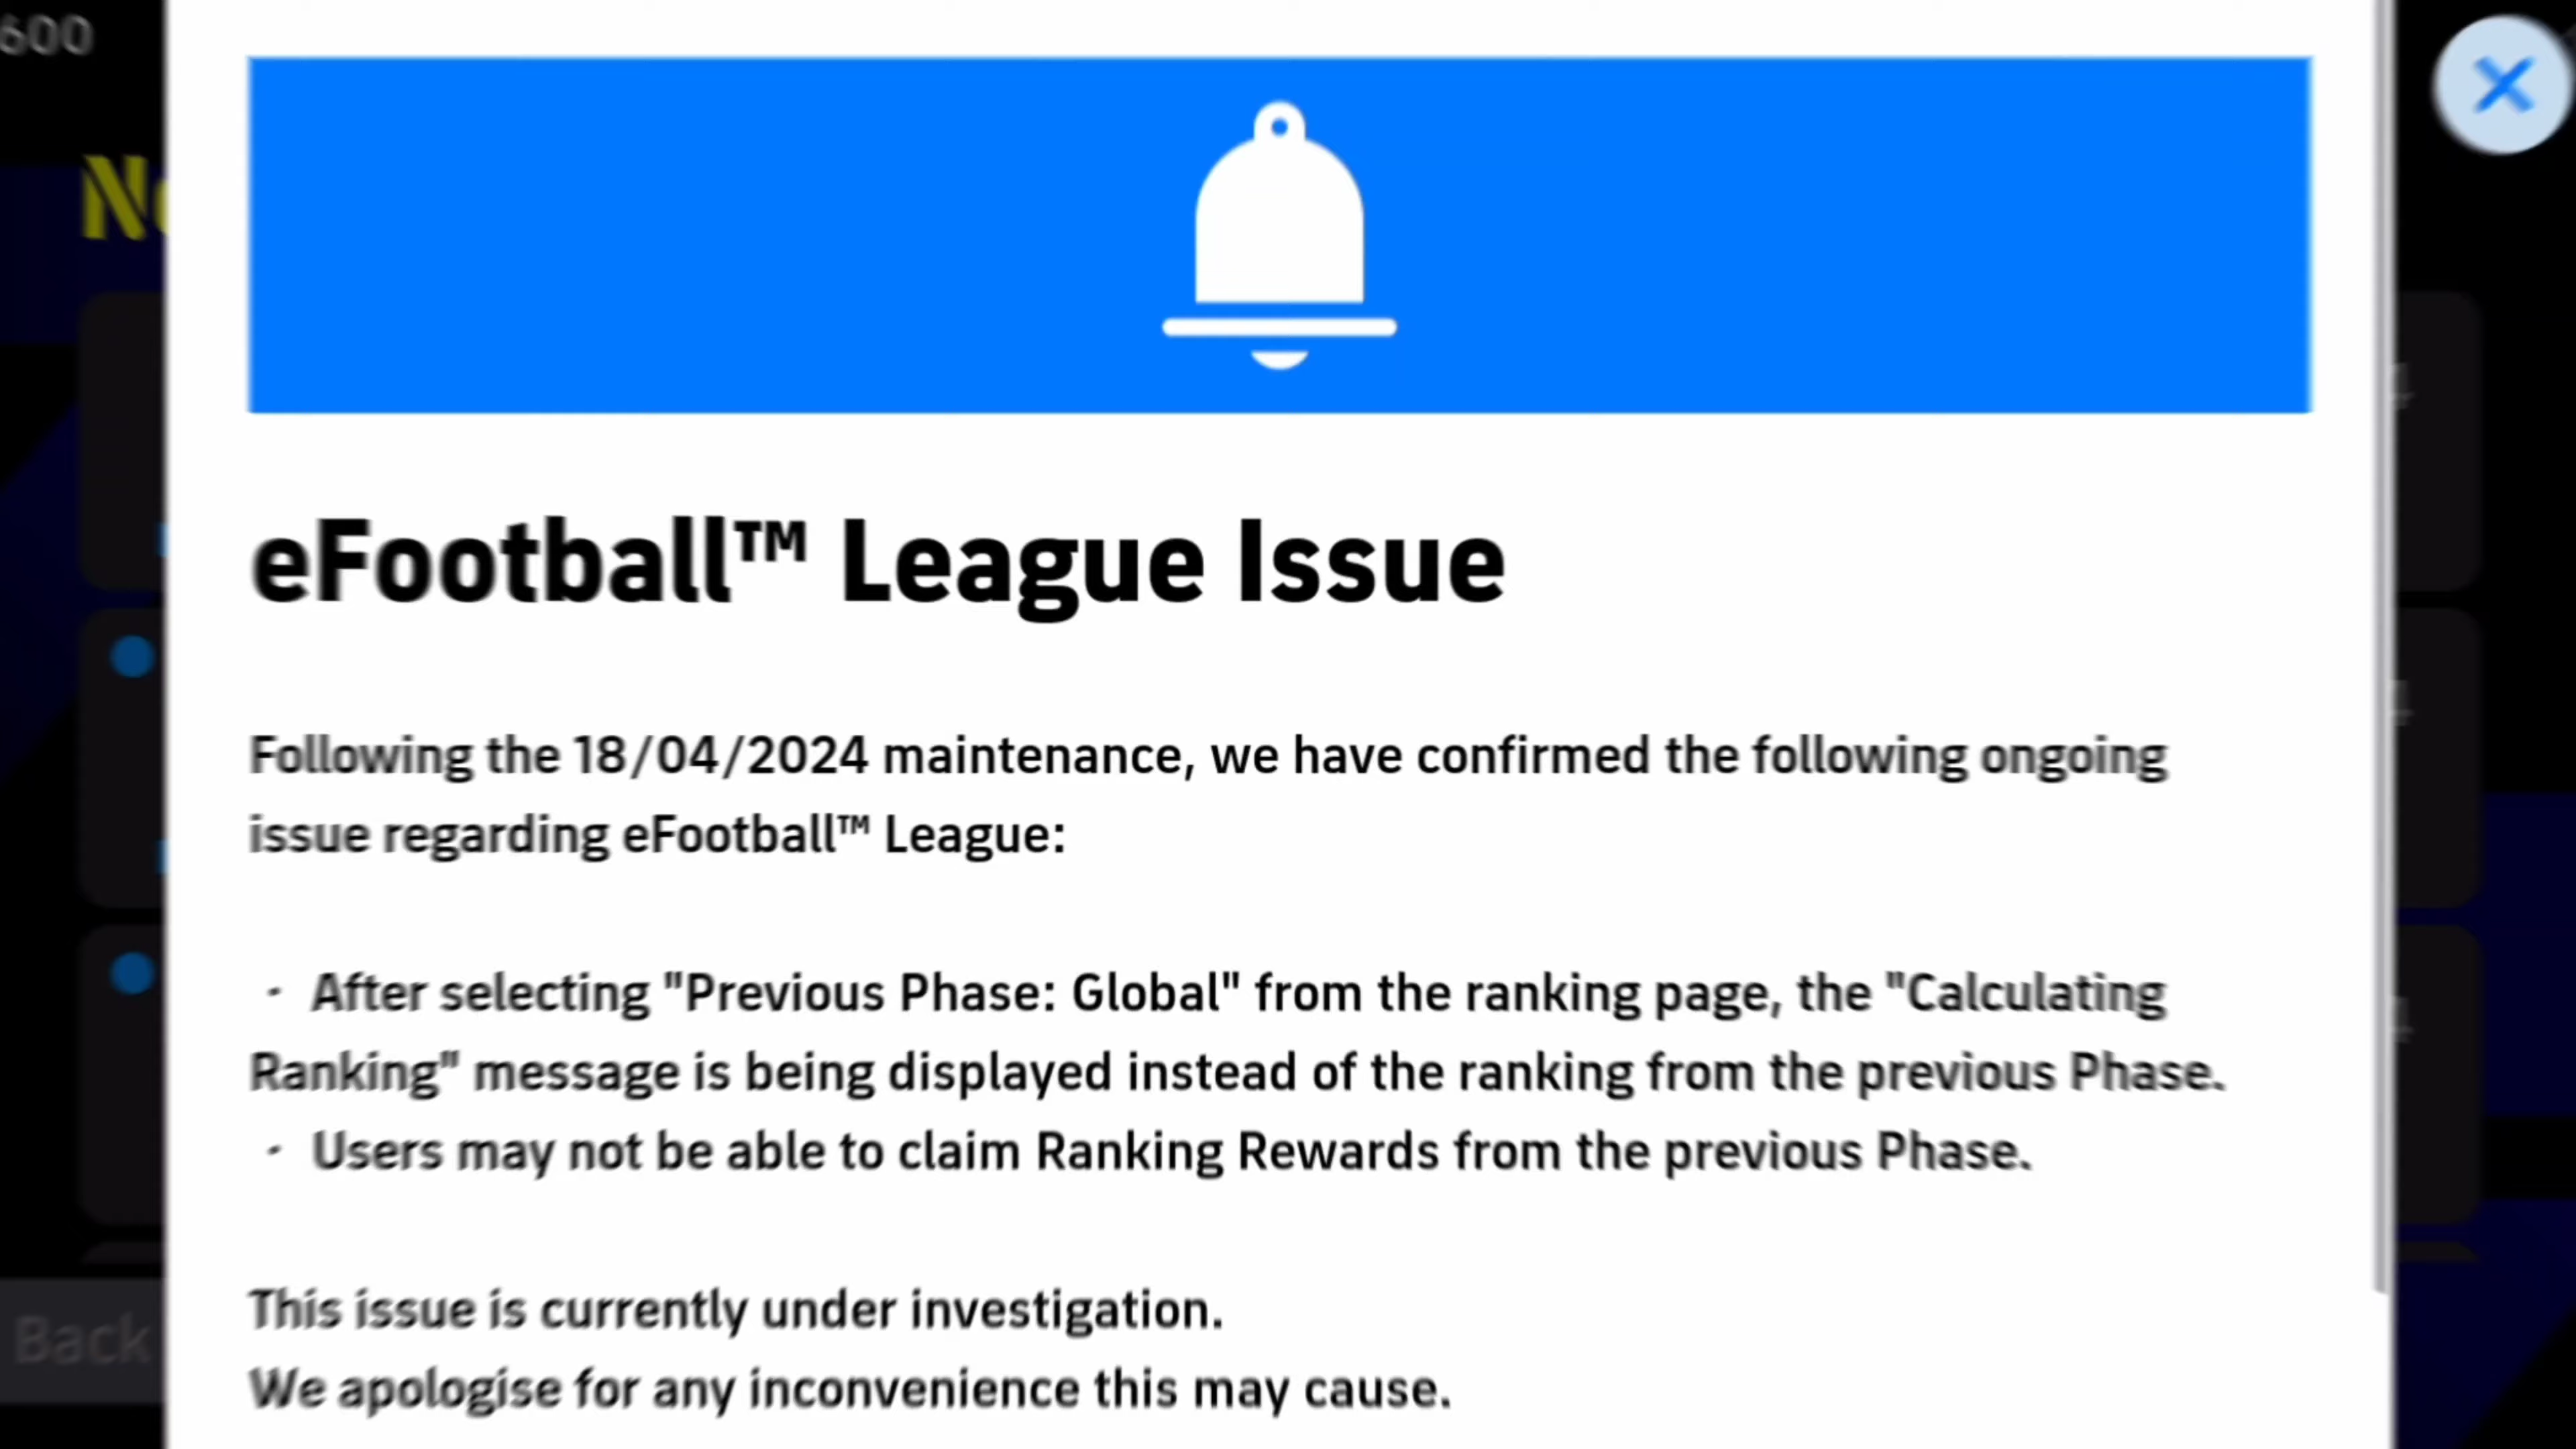 600
eFootball™ League Issue
Following the 18/04/2024 maintenance, we have confirmed the following ongoing
issue regarding eFootball™ League:
· After selecting "Previous Phase: Global" from the ranking page, the "Calculating
Ranking" message is being displayed instead of the ranking from the previous Phase.
· Users may not be able to claim Ranking Rewards from the previous Phase.
This issue is currently under investigation.
We apologise for any inconvenience this may cause.
Back